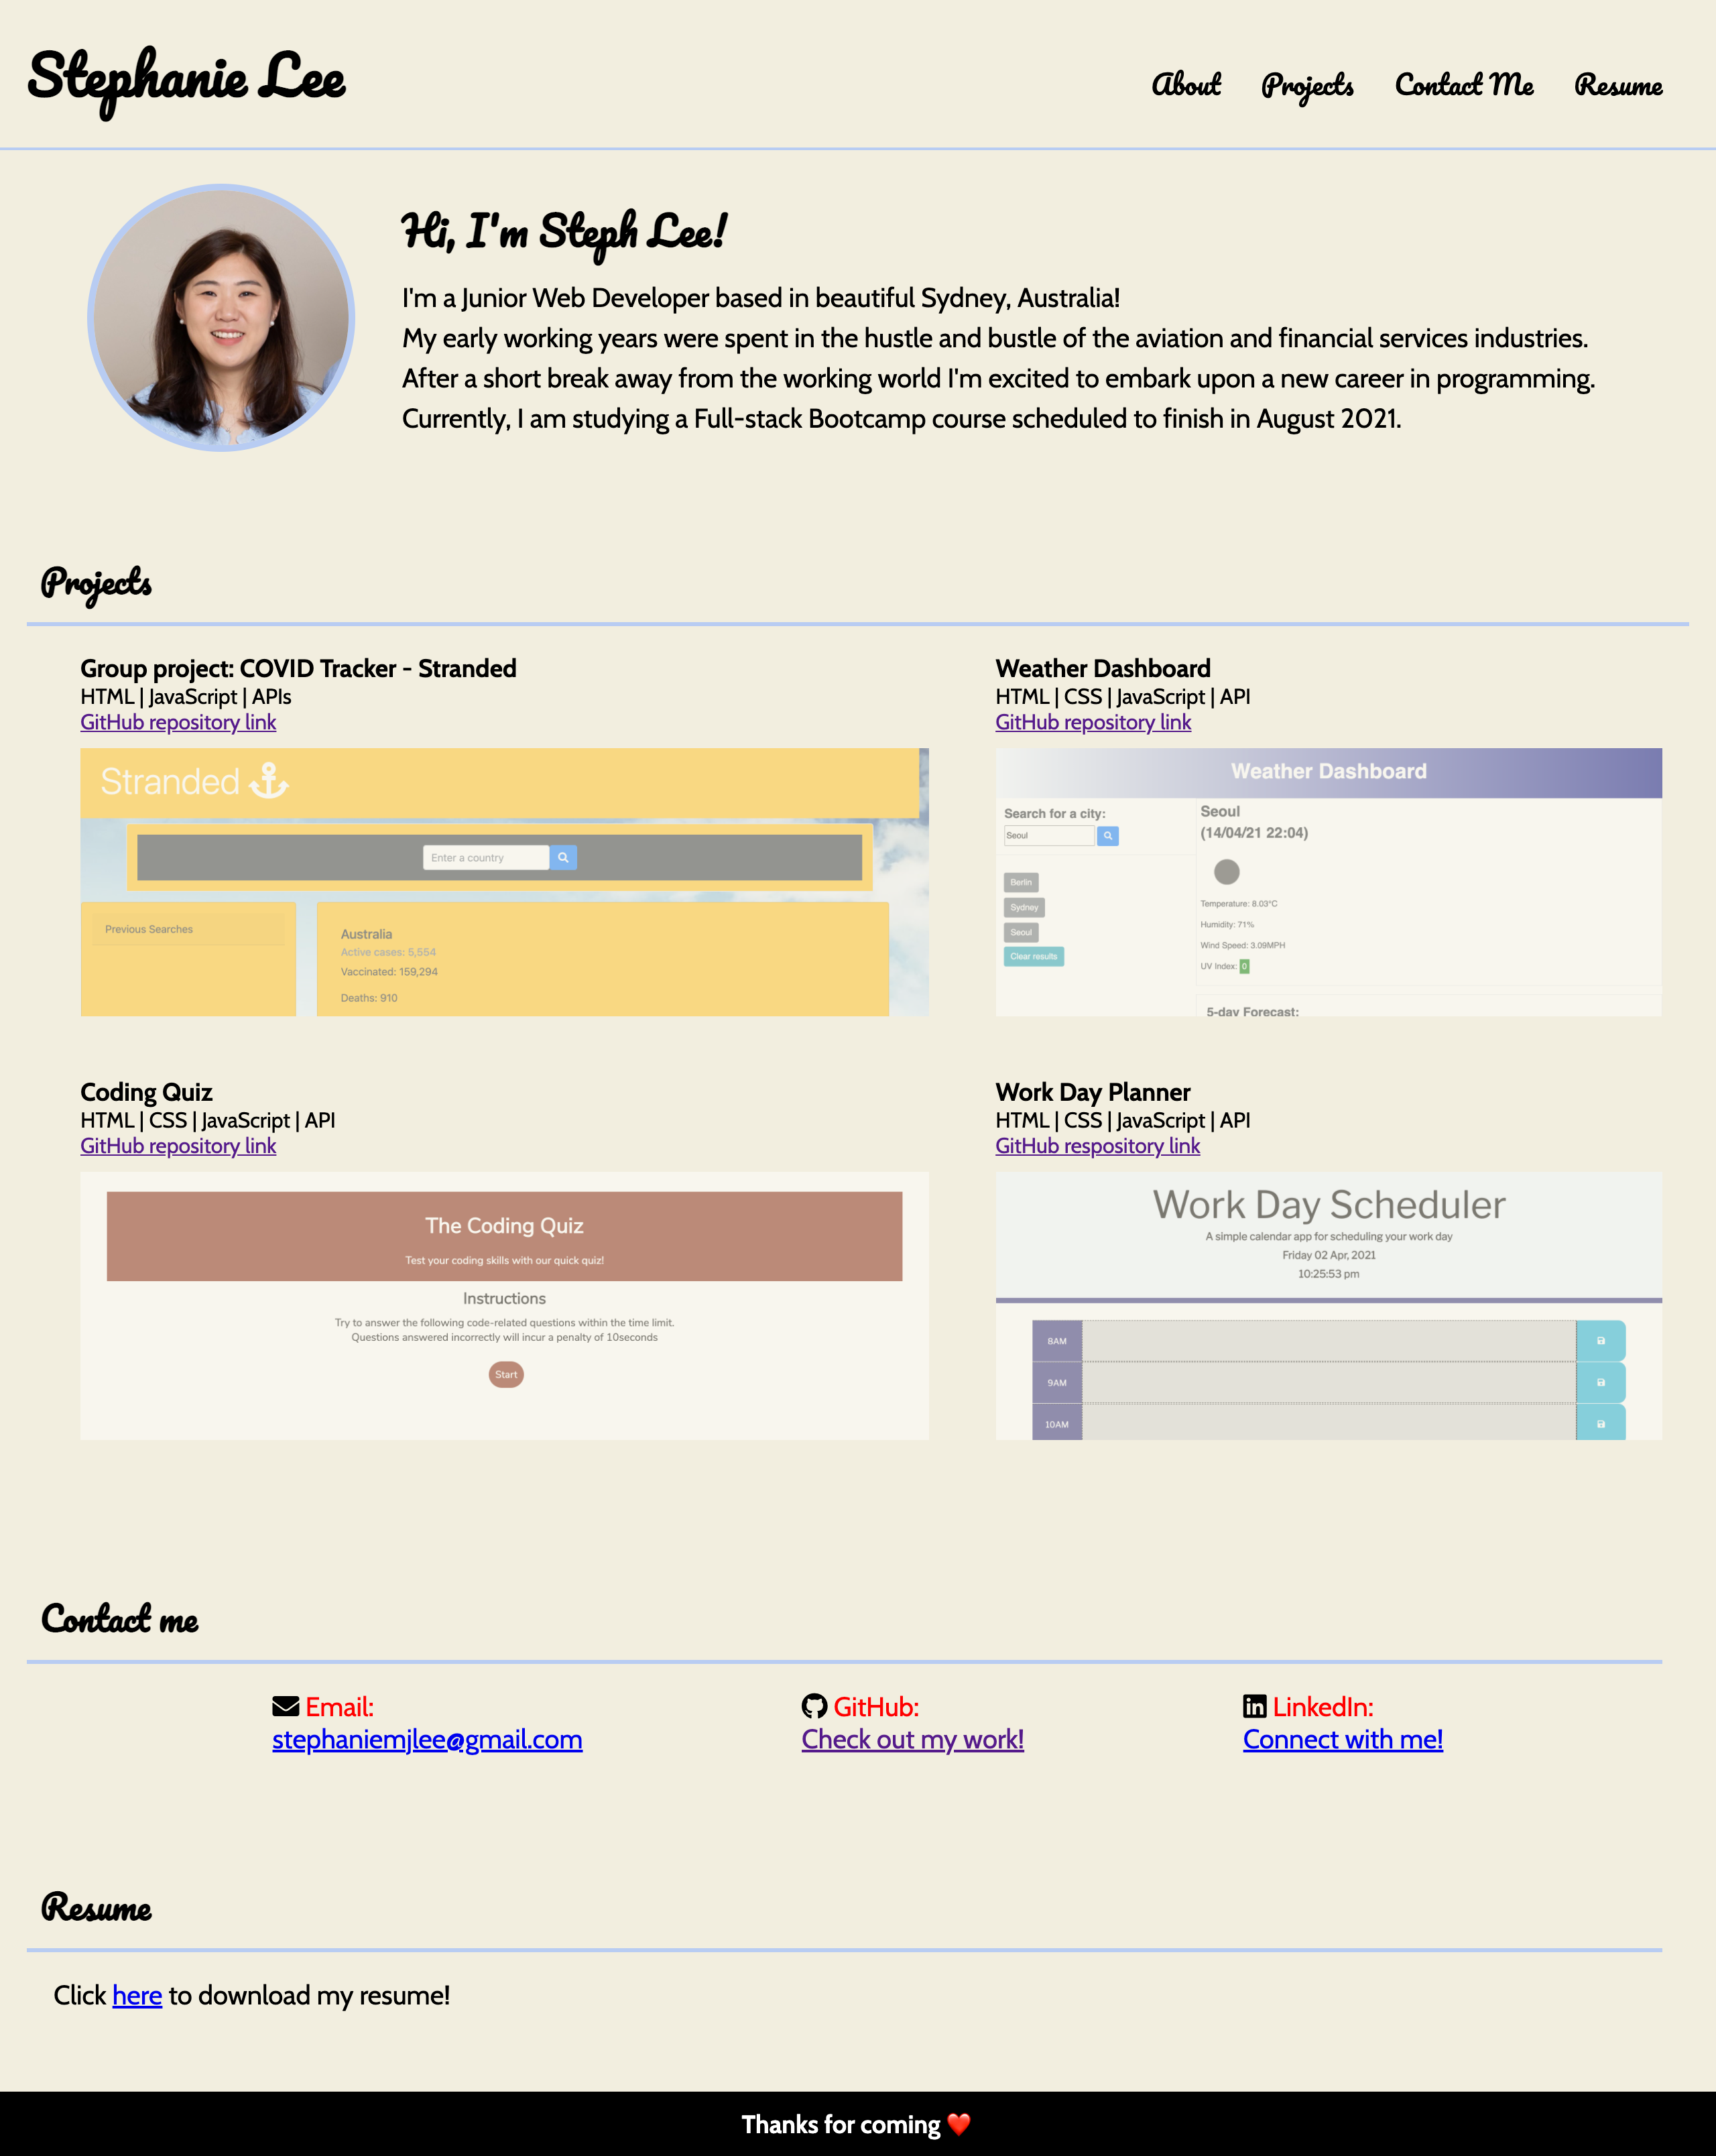 Stephanie Lee
About Projects Contact Me Resume
Hi, I'm Steph Lee!
I'm a Junior Web Developer based in beautiful Sydney, Australia!
My early working years were spent in the hustle and bustle of the aviation and financial services industries.
After a short break away from the working world I'm excited to embark upon a new career in programming.
Currently, I am studying a Full-stack Bootcamp course scheduled to finish in August 2021.
Projects
Group project: COVID Tracker - Stranded
HTML | JavaScript | APIs
GitHub repository link
Stranded
Enter a country
Previous Searches
Australia
Active cases: 5,554
Vaccinated: 159,294
Deaths: 910
Weather Dashboard
HTML | CSS | JavaScript | API
GitHub repository link
Weather Dashboard
Search for a city:
Seoul
Berlin
Sydney
Seoul
Clear results
Seoul
(14/04/21 22:04)
Temperature: 8.03°C
Humidity: 71%
Wind Speed: 3.09MPH
UV Index: 0
5-day Forecast:
Coding Quiz
HTML | CSS | JavaScript | API
GitHub repository link
The Coding Quiz
Test your coding skills with our quick quiz!
Instructions
Try to answer the following code-related questions within the time limit.
Questions answered incorrectly will incur a penalty of 10seconds
Start
Work Day Planner
HTML | CSS | JavaScript | API
GitHub respository link
Work Day Scheduler
A simple calendar app for scheduling your work day
Friday 02 Apr, 2021
10:25:53 pm
8AM
9AM
10AM
Contact me
Email:
stephaniemjlee@gmail.com
GitHub:
Check out my work!
LinkedIn:
Connect with me!
Resume
Click here to download my resume!
Thanks for coming ❤️